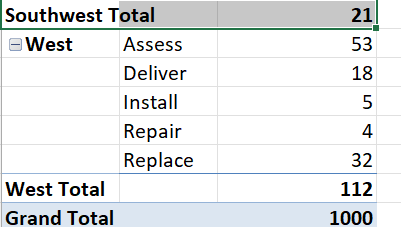 Southwest Total 21
West Assess 53
Deliver 18
Install 5
Repair 4
Replace 32
West Total 112
Grand Total 1000